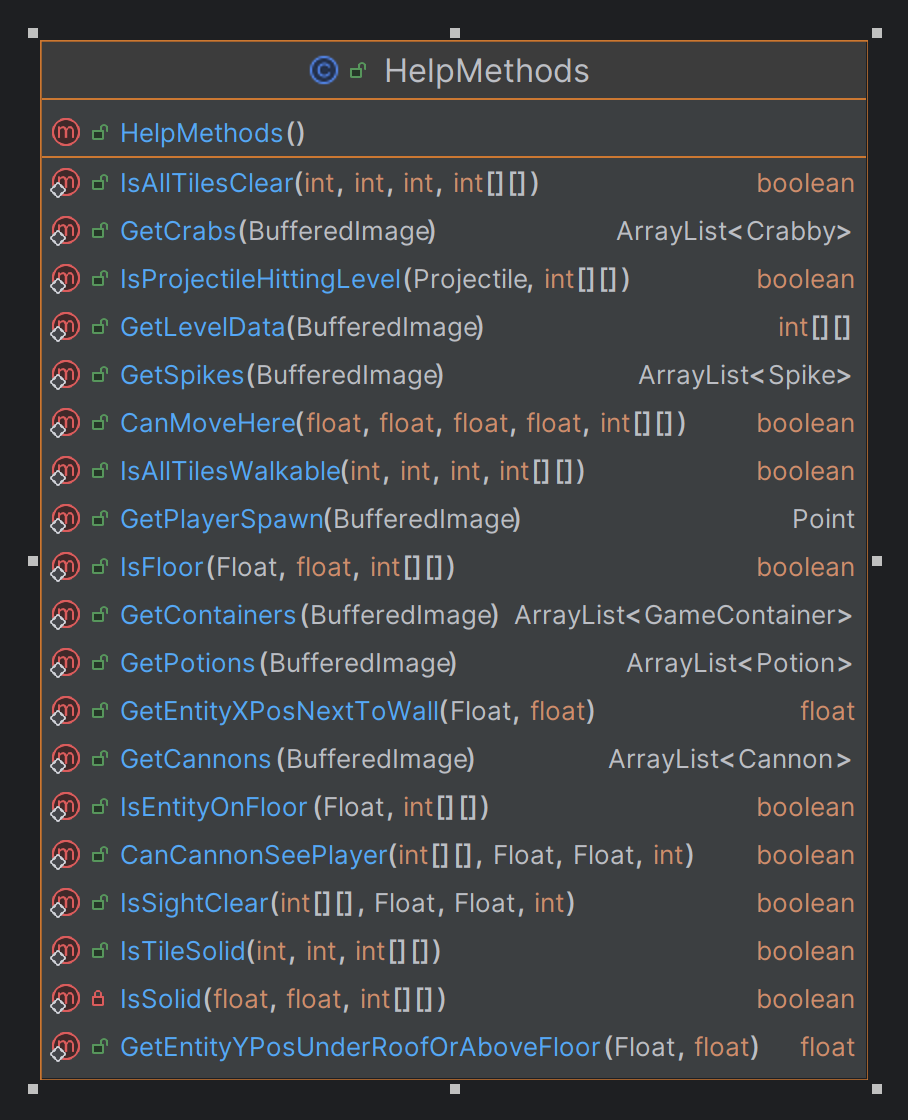 HelpMethods
HelpMethods()
IsAllTilesClear(int, int, int, int[][]) boolean
GetCrabs(BufferedImage) ArrayList<Crabby>
IsProjectileHittingLevel(Projectile, int[][]) boolean
GetLevelData(BufferedImage) int[][]
GetSpikes(BufferedImage) ArrayList<Spike>
CanMoveHere(float, float, float, float, int[][]) boolean
IsAllTilesWalkable(int, int, int, int[][]) boolean
GetPlayerSpawn(BufferedImage) Point
IsFloor(Float, float, int[][]) boolean
GetContainers(BufferedImage) ArrayList<GameContainer>
GetPotions(BufferedImage) ArrayList<Potion>
GetEntityXPosNextToWall(Float, float) float
GetCannons(BufferedImage) ArrayList<Cannon>
IsEntityOnFloor(Float, int[][]) boolean
CanCannonSeePlayer(int[][], Float, Float, int) boolean
IsSightClear(int[][], Float, Float, int) boolean
IsTileSolid(int, int, int[][]) boolean
IsSolid(float, float, int[][]) boolean
GetEntityYPosUnderRoofOrAboveFloor(Float, float) float